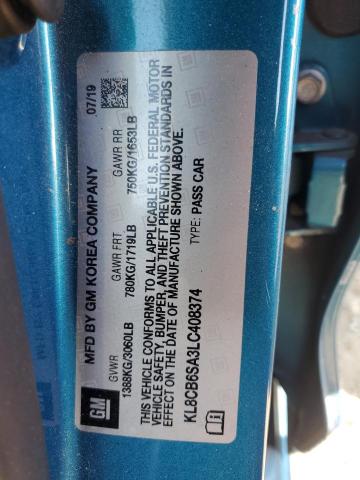 MFD BY GM KOREA COMPANY
07/19
GVWR
GAWR FRT
GAWR RR
1388KG/3060LB
780KG/1719LB
750KG/1653LB
THIS VEHICLE CONFORMS TO ALL APPLICABLE U.S. FEDERAL MOTOR
VEHICLE SAFETY, BUMPER, AND THEFT PREVENTION STANDARDS IN
EFFECT ON THE DATE OF MANUFACTURE SHOWN ABOVE.
KL8CB6SA3LC408374
TYPE: PASS CAR
GM